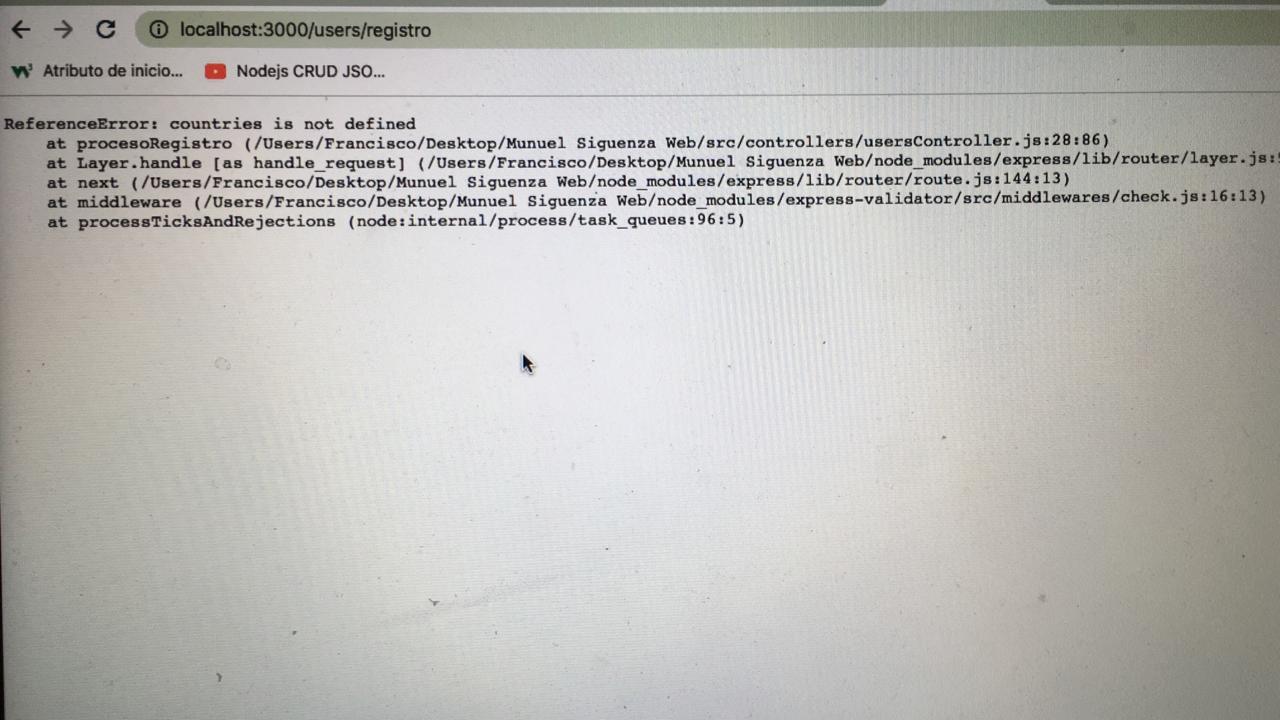 localhost:3000/users/registro
Atributo de inicio... Nodejs CRUD JSO...
ReferenceError: countries is not defined
at procesoRegistro (/Users/Francisco/Desktop/Munuel Siguenza Web/src/controllers/usersController.js:28:86)
at Layer.handle [as handle_request] (/Users/Francisco/Desktop/Munuel Siguenza Web/node_modules/express/lib/router/layer.js:
at next (/Users/Francisco/Desktop/Munuel Siguenza Web/node_modules/express/lib/router/route.js:144:13)
at middleware (/Users/Francisco/Desktop/Munuel Siguenza Web/node_modules/express-validator/src/middlewares/check.js:16:13)
at processTicksAndRejections (node:internal/process/task_queues:96:5)